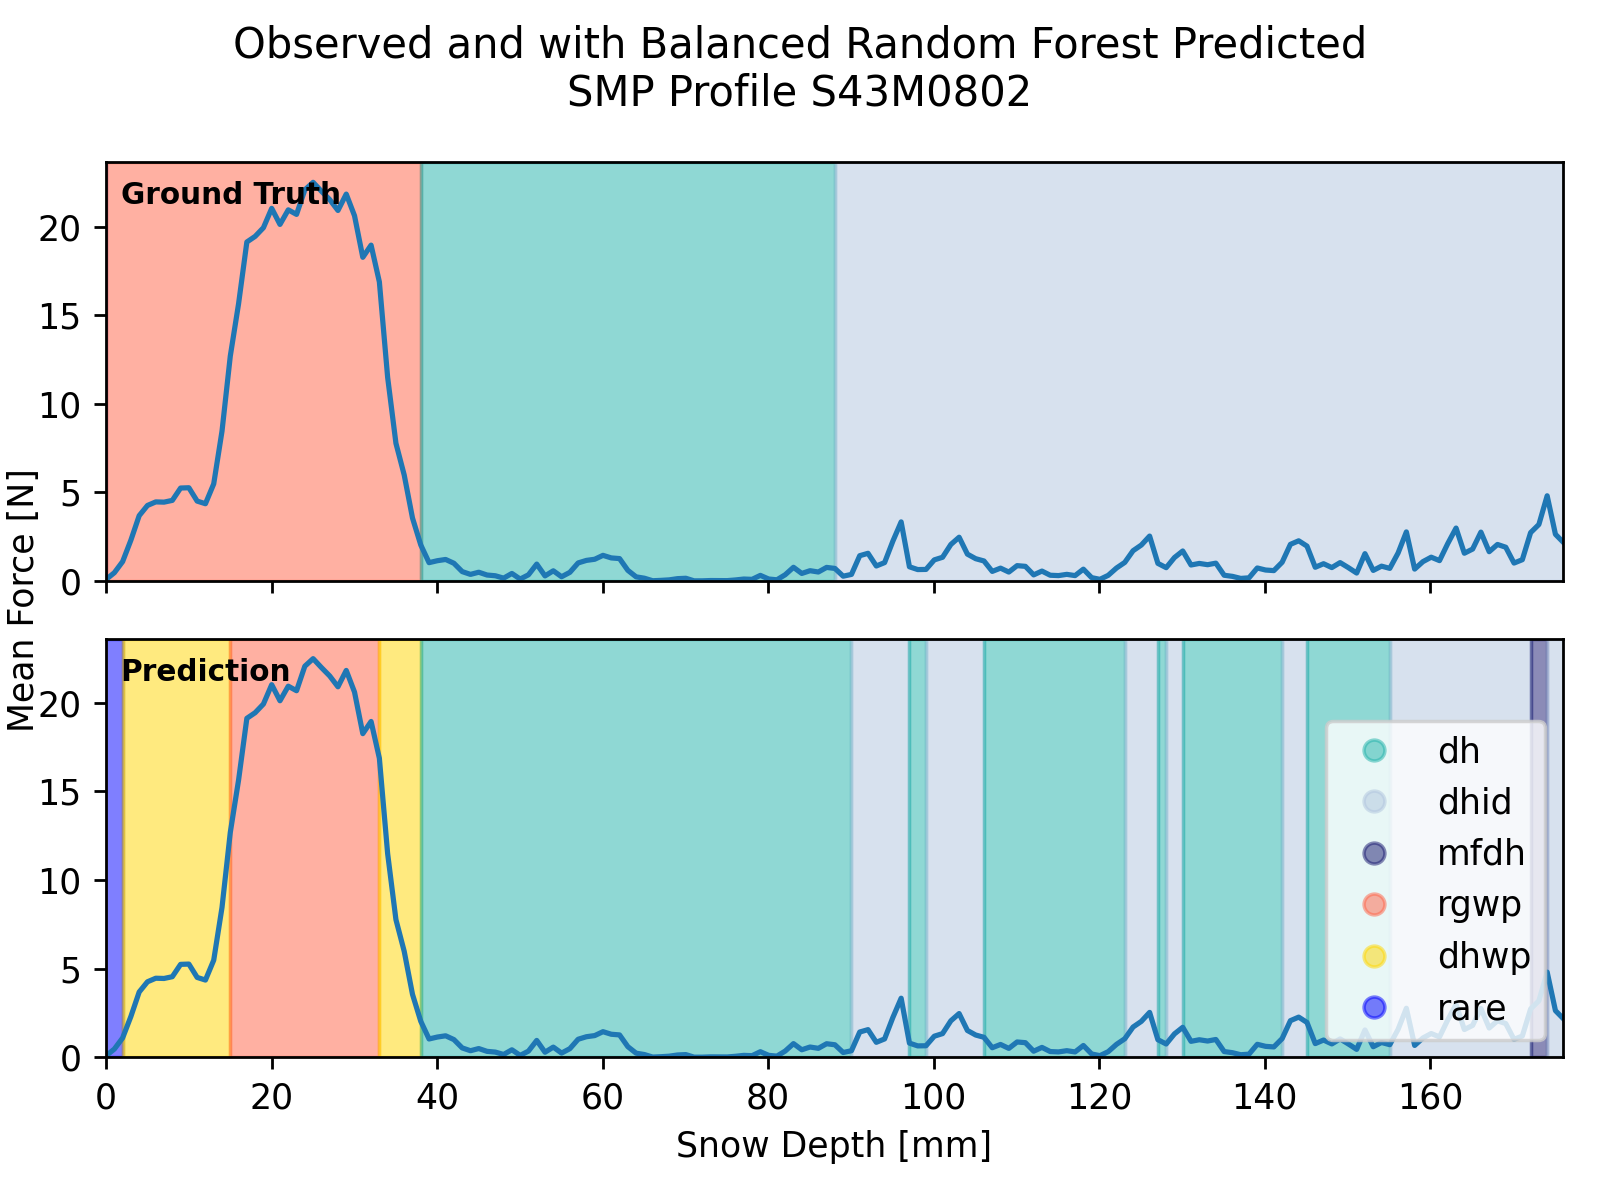 Observed and with Balanced Random Forest Predicted
SMP Profile S43M0802
Ground Truth
20
15
10
5
0
Mean Force [N]
Prediction
20
15
10
5
0
dh
dhid
mfdh
rgwp
dhwp
rare
0 20 40 60 80 100 120 140 160
Snow Depth [mm]